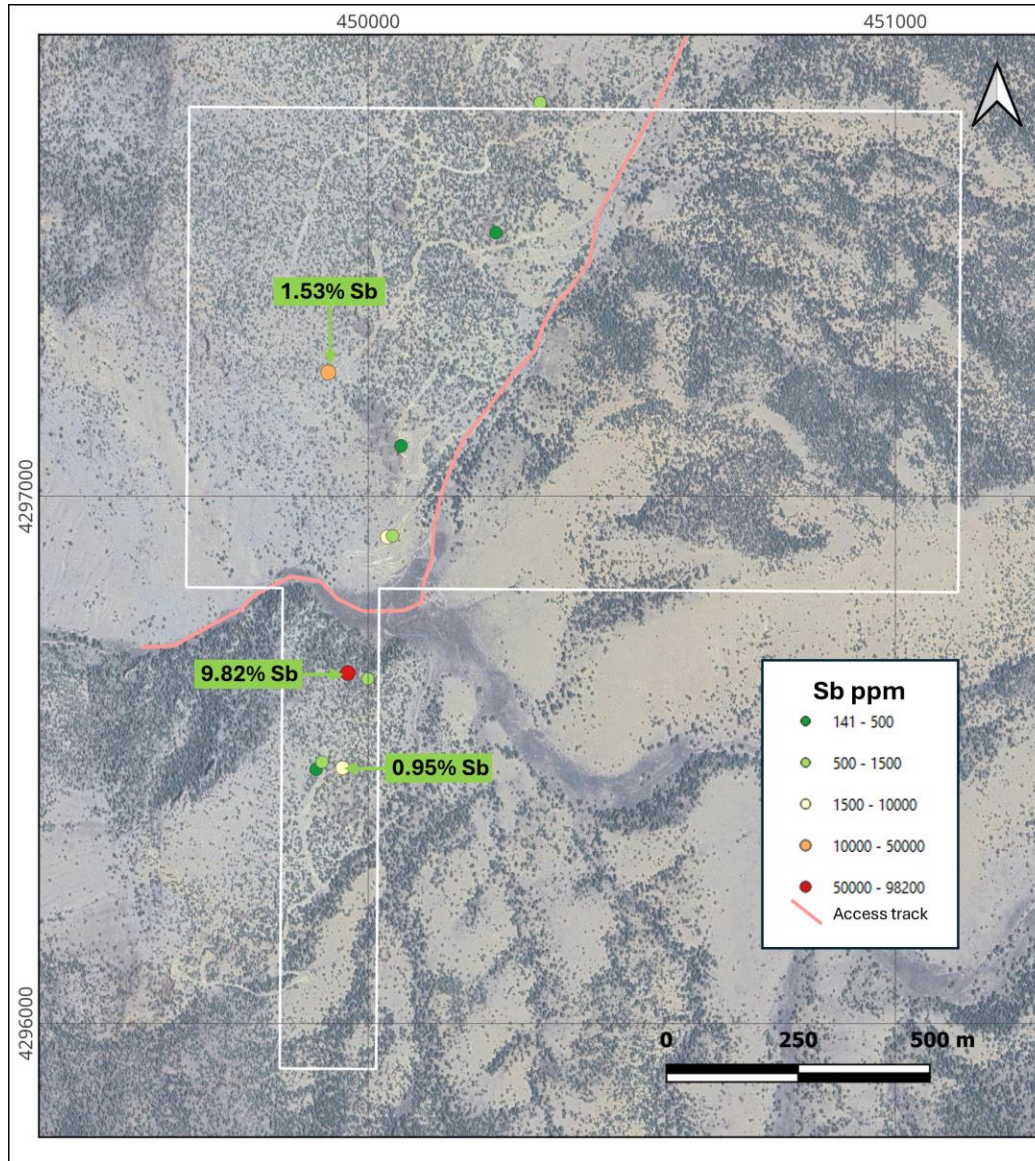 450000
451000
1.53% Sb
4297000
9.82% Sb
0.95% Sb
Sb ppm
141 - 500
500 - 1500
1500 - 10000
10000 - 50000
50000 - 98200
Access track
4296000
0
250
500 m